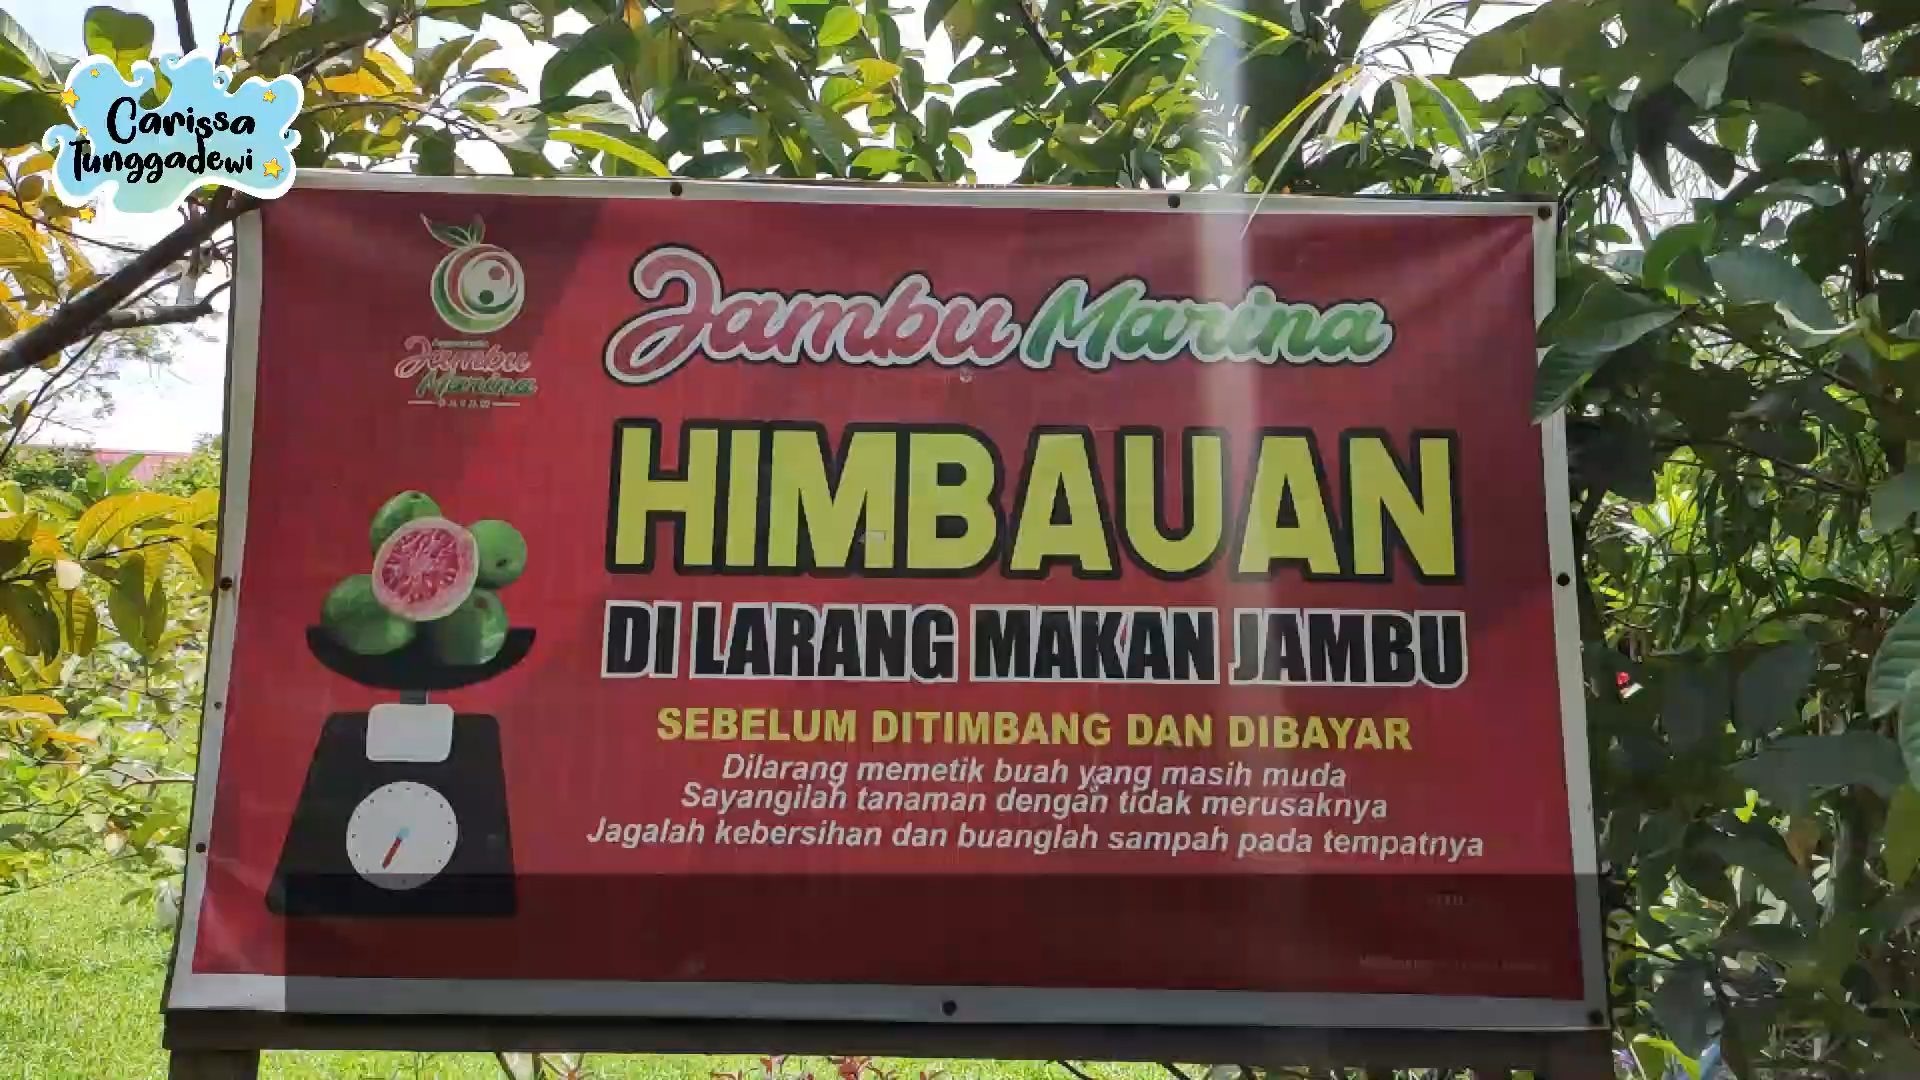 Carissa
Tunggadewi
Jambu
Marina
Jambu Marina
HIMBAUAN
DI LARANG MAKAN JAMBU
SEBELUM DITIMBANG DAN DIBAYAR
Dilarang memetik buah yang masih muda
Sayangilah tanaman dengan tidak merusaknya
Jagalah kebersihan dan buanglah sampah pada tempatnya